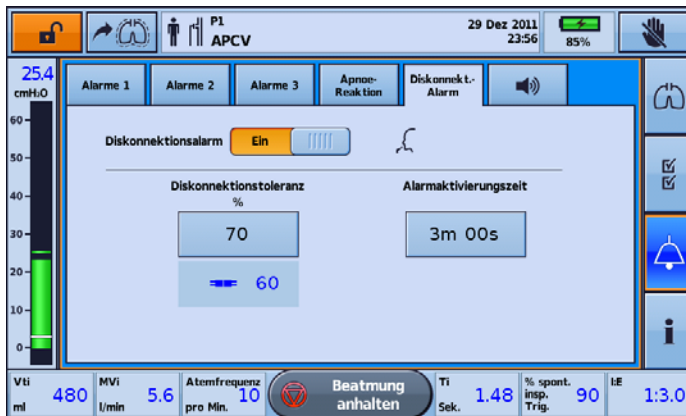 P1
APCV
29 Dez 2011
23:56
85%
25.4
cmH₂O
Alarme 1
Alarme 2
Alarme 3
Apnoe-
Reaktion
Diskonnekt.-
Alarm
60
50
40
30
20
10
0
Diskonnektionsalarm
Ein
Diskonnektionstoleranz
%
70
60
Alarmaktivierungszeit
3m 00s
Vti
480
ml
MVi
5.6
l/min
Atemfrequenz
10
pro Min.
Beatmung
anhalten
Ti
1.48
Sek.
% spont.
insp.
Trig.
90
I:E
1:3.0